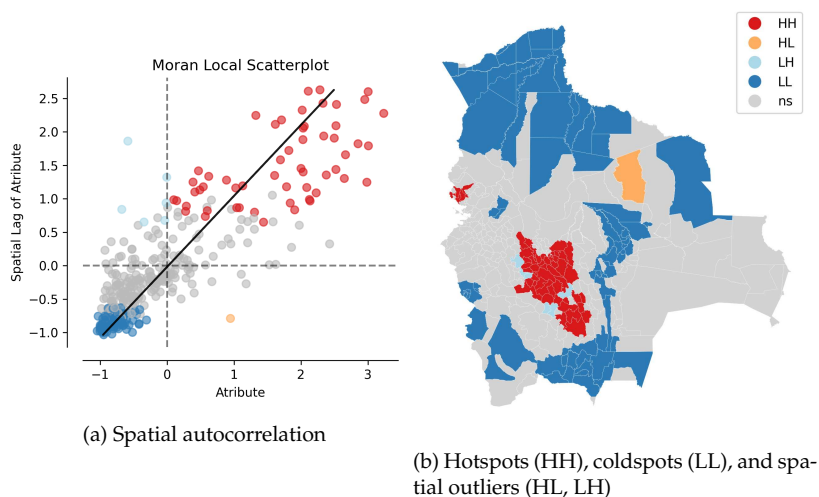 Moran Local Scatterplot
Spatial Lag of Atribute
2.5
2.0
1.5
1.0
0.5
0.0
−0.5
−1.0
−1
0
1
2
3
Atribute
(a) Spatial autocorrelation
HH
HL
LH
LL
ns
(b) Hotspots (HH), coldspots (LL), and spa-
tial outliers (HL, LH)